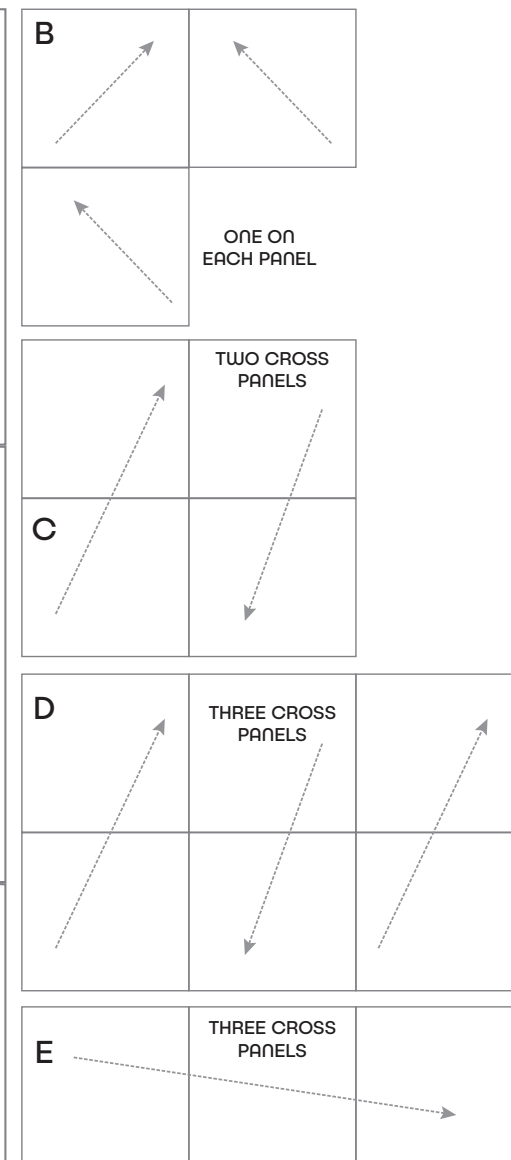 B
ONE ON
EACH PANEL
TWO CROSS
PANELS
C
D
THREE CROSS
PANELS
E
THREE CROSS
PANELS